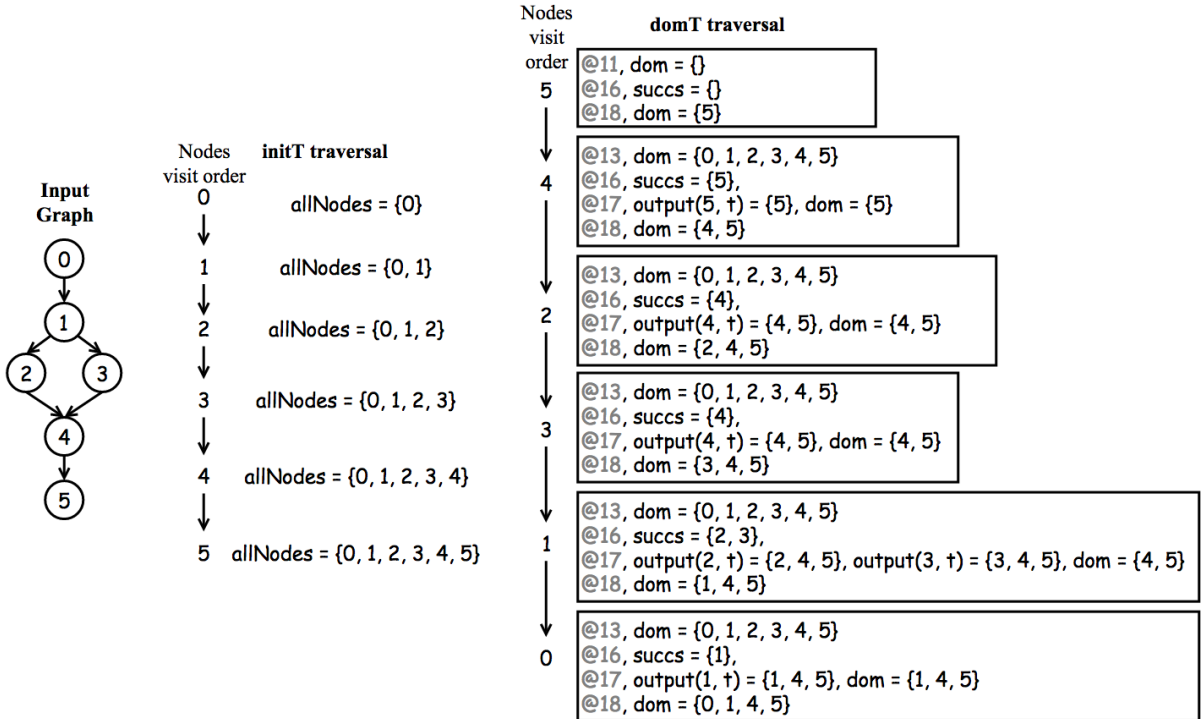 Input
Graph
0
1
2
3
4
5
Nodes
visit order
initT traversal
0
allNodes = {0}
1
allNodes = {0, 1}
2
allNodes = {0, 1, 2}
3
allNodes = {0, 1, 2, 3}
4
allNodes = {0, 1, 2, 3, 4}
5
allNodes = {0, 1, 2, 3, 4, 5}
Nodes
visit
order
domT traversal
5
@11, dom = {}
@16, succs = {}
@18, dom = {5}
4
@13, dom = {0, 1, 2, 3, 4, 5}
@16, succs = {5},
@17, output(5, t) = {5}, dom = {5}
@18, dom = {4, 5}
2
@13, dom = {0, 1, 2, 3, 4, 5}
@16, succs = {4},
@17, output(4, t) = {4, 5}, dom = {4, 5}
@18, dom = {2, 4, 5}
3
@13, dom = {0, 1, 2, 3, 4, 5}
@16, succs = {4},
@17, output(4, t) = {4, 5}, dom = {4, 5}
@18, dom = {3, 4, 5}
1
@13, dom = {0, 1, 2, 3, 4, 5}
@16, succs = {2, 3},
@17, output(2, t) = {2, 4, 5}, output(3, t) = {3, 4, 5}, dom = {4, 5}
@18, dom = {1, 4, 5}
0
@13, dom = {0, 1, 2, 3, 4, 5}
@16, succs = {1},
@17, output(1, t) = {1, 4, 5}, dom = {1, 4, 5}
@18, dom = {0, 1, 4, 5}